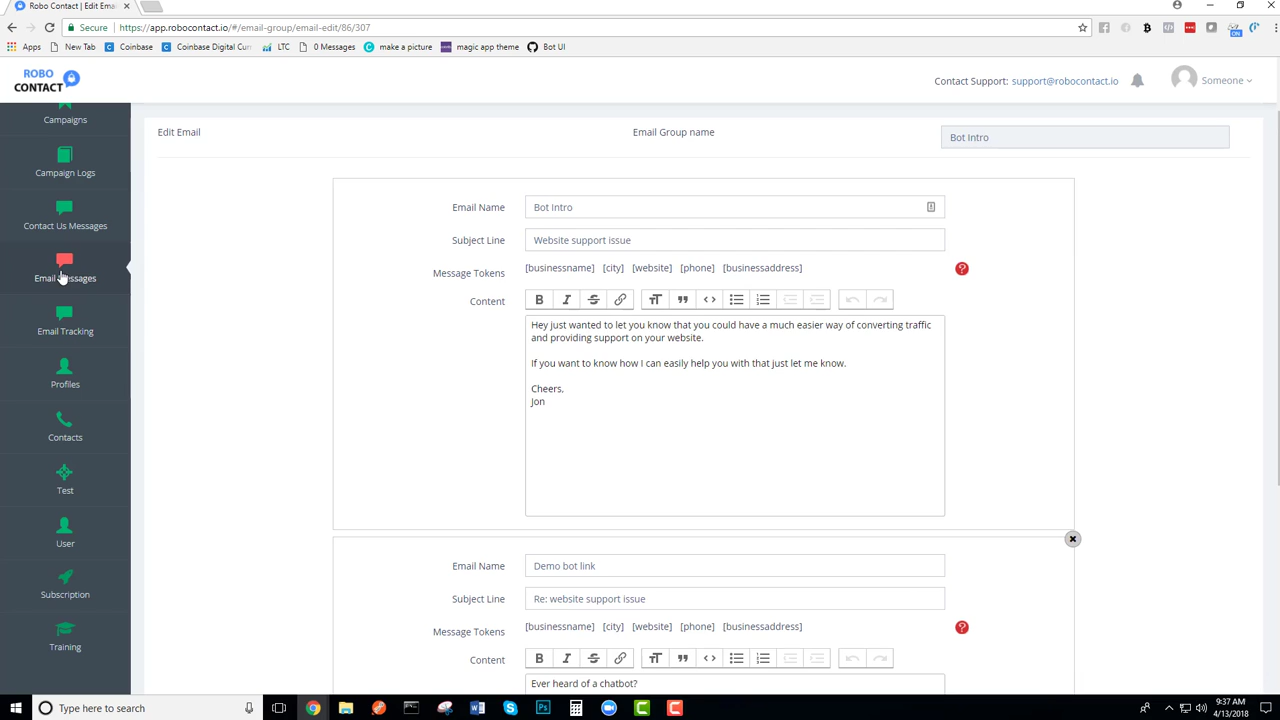 Robo Contact | Edit Email
Secure
https://app.robocontact.io/#/email-group/email-edit/86/307
Apps
New Tab
Coinbase
Coinbase Digital Curr
LTC
0 Messages
make a picture
magic app theme
Bot UI
ROBO
CONTACT
Contact Support: support@robocontact.io
Someone
Campaigns
Campaign Logs
Contact Us Messages
Email Messages
Email Tracking
Profiles
Contacts
Test
User
Subscription
Training
Edit Email
Email Group name
Bot Intro
Email Name
Bot Intro
Subject Line
Website support issue
Message Tokens
[businessname] [city] [website] [phone] [businessaddress]
?
Content
B I S
Hey just wanted to let you know that you could have a much easier way of converting traffic
and providing support on your website.
If you want to know how I can easily help you with that just let me know.
Cheers,
Jon
Email Name
Demo bot link
Subject Line
Re: website support issue
Message Tokens
[businessname] [city] [website] [phone] [businessaddress]
?
Content
B I S
Ever heard of a chatbot?
Type here to search
9:37 AM
4/13/2018